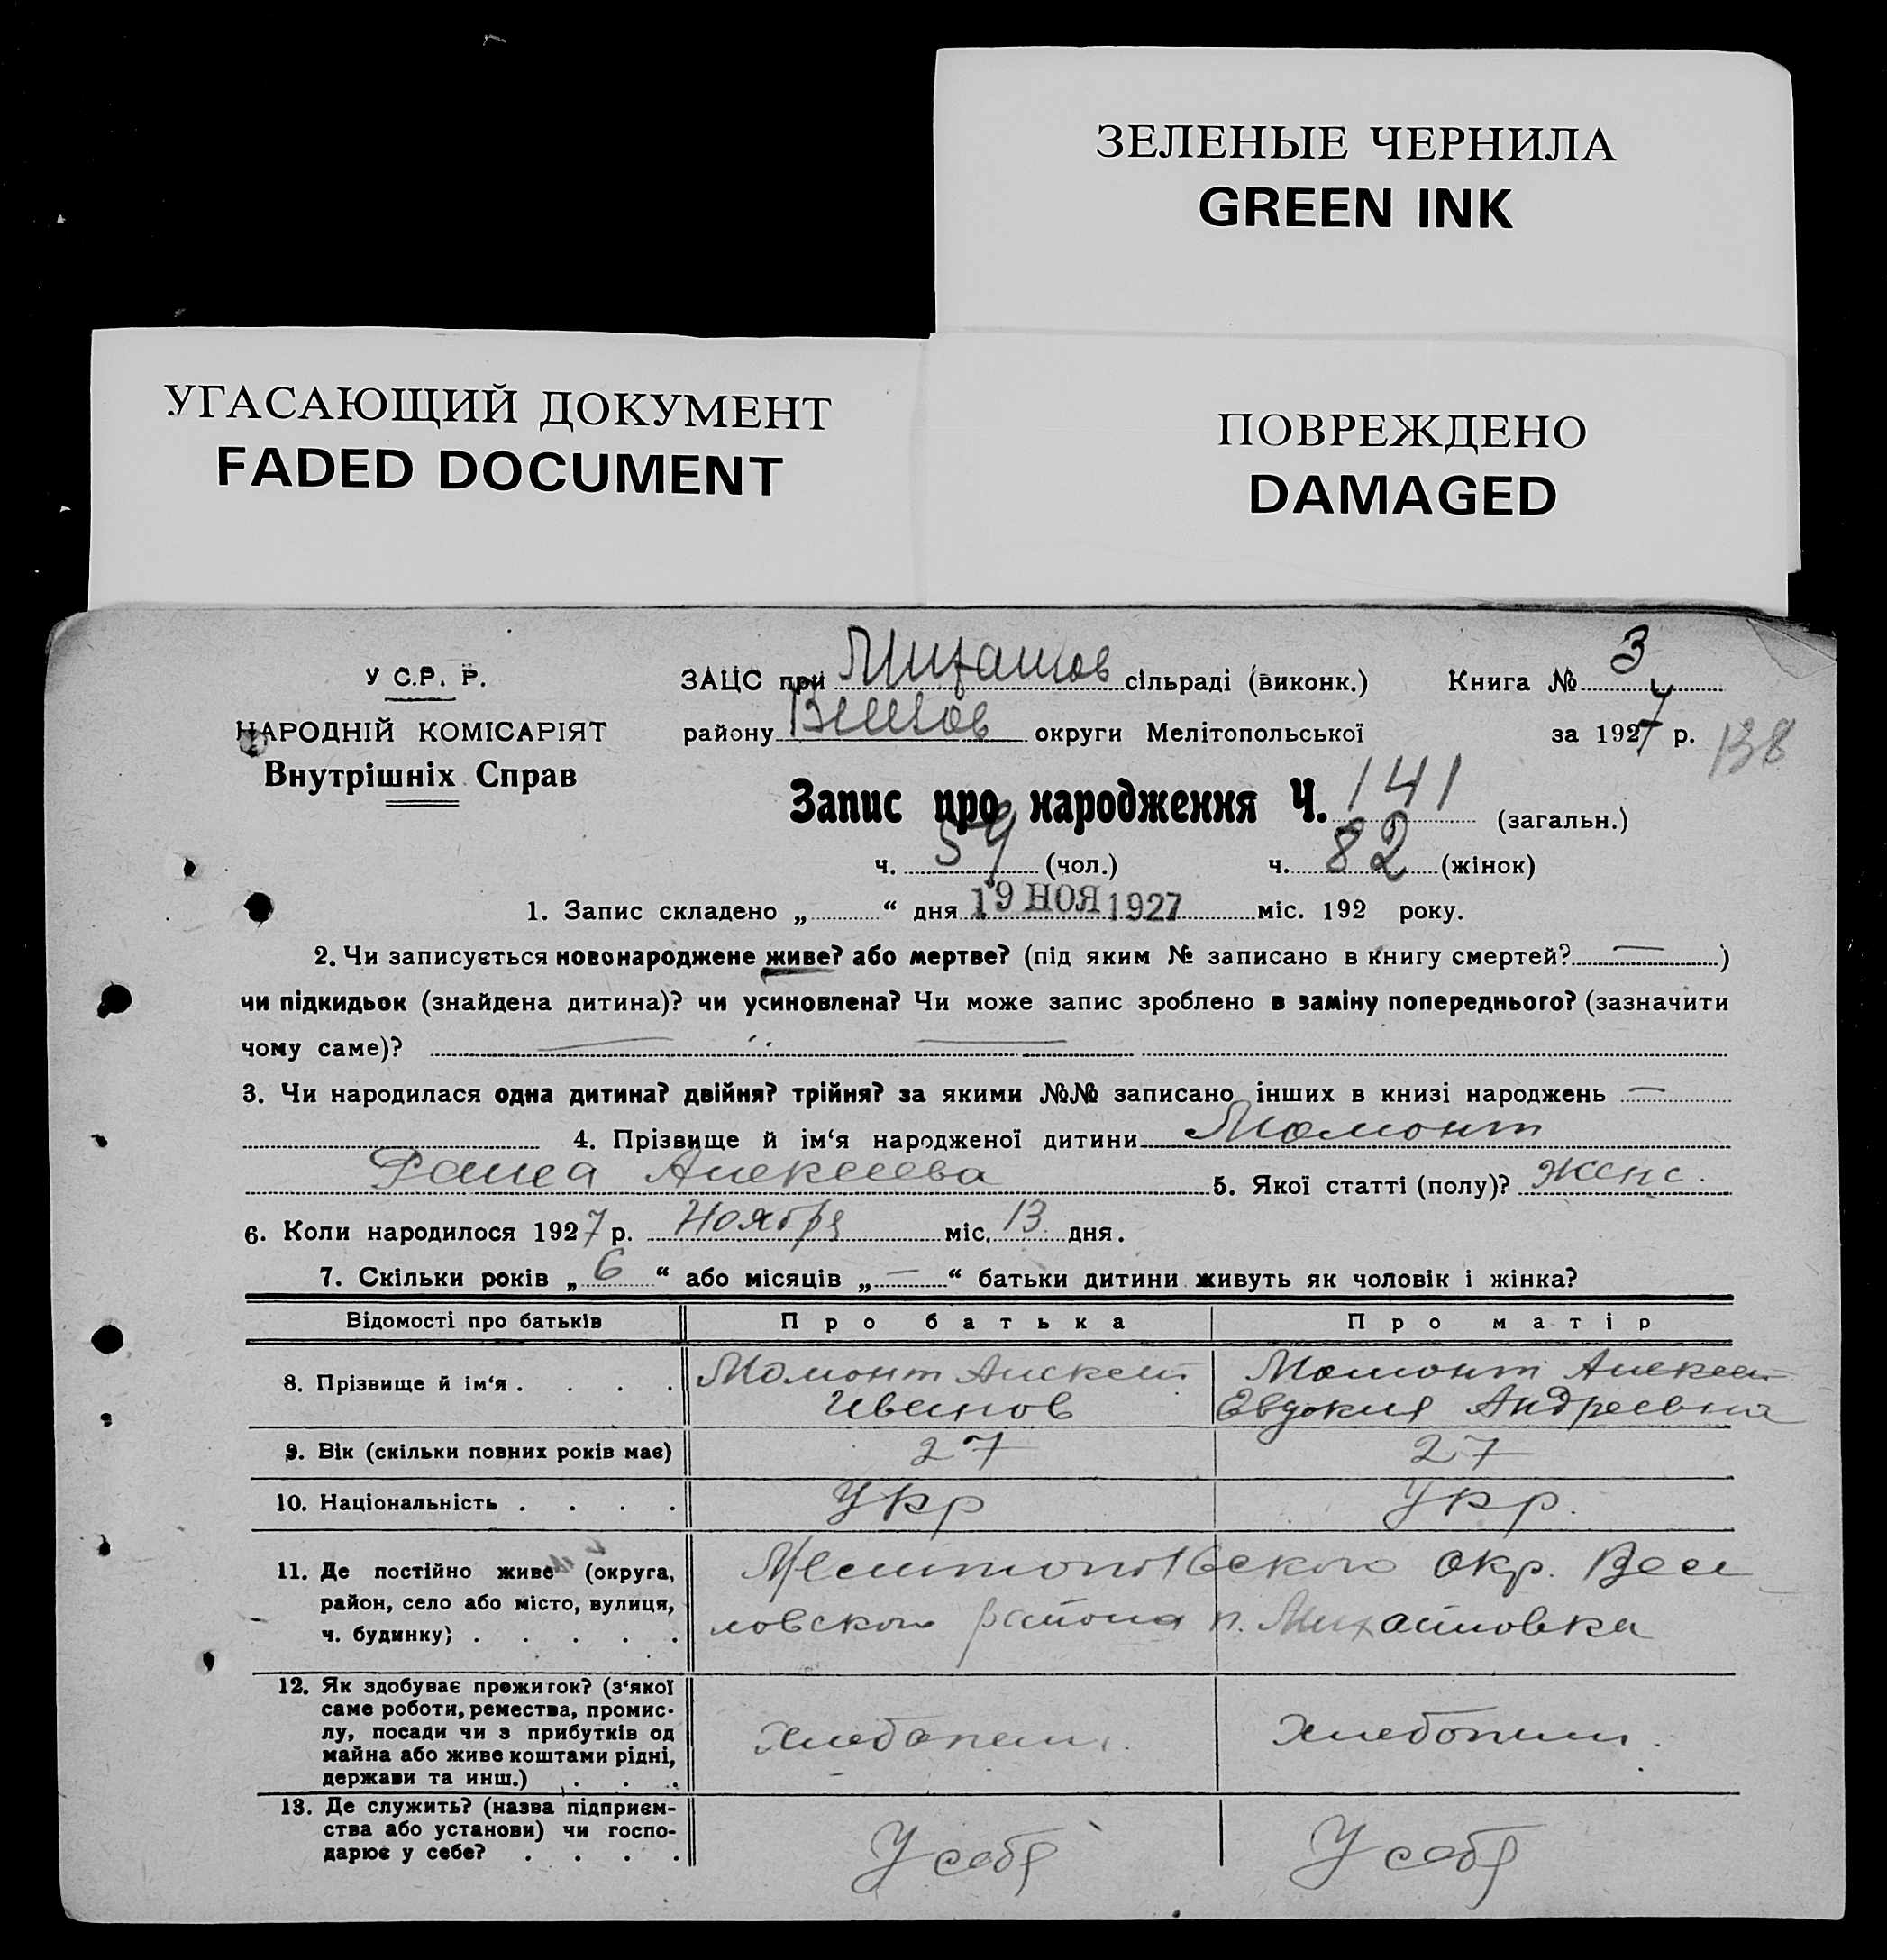 ЗЕЛЕНЫЕ ЧЕРНИЛА
GREEN INK
УГАСАЮЩИЙ ДОКУМЕНТ
FADED DOCUMENT
ПОВРЕЖДЕНО
DAMAGED
У С.Р. Р.
НАРОДНІЙ КОМІСАРІЯТ
Внутрішніх Справ
ЗАЦС при сільраді (виконк.) Книга № 3
району округи Мелітопольської за 1927 р. 138
Запис про народження Ч. 141 (загальн.)
ч. 59 (чол.) ч. 82 (жінок)
1. Запис складено „ “ дня 19 НОЯ 1927 міс. 192 року.
2. Чи записується новонароджене живе? або мертве? (під яким № записано в книгу смертей? — )
чи підкидьок (знайдена дитина)? чи усиновлена? Чи може запис зроблено в заміну попереднього? (зазначити
чому саме)? — —
3. Чи народилася одна дитина? двійня? трійня? за якими №№ записано інших в книзі народжень —
4. Прізвище й ім‘я народженої дитини Момонт
Алексеева 5. Якої статті (полу)? Женс.
6. Коли народилося 1927 р. Ноября міс. 13 дня.
7. Скільки років „ 6 “ або місяців „ — “ батьки дитини живуть як чоловік і жінка?
Відомості про батьків Про батька Про матір
8. Прізвище й ім‘я . . . . Момонт Алексей Момонт
Иванов Евдокия Андреевна
9. Вік (скільки повних років має) 27 27
10. Національність . . . . Укр Укр.
11. Де постійно живе (округа, Мелитопольского окр. Весе
район, село або місто, вулиця, ловского района п. Михайловка
ч. будинку) . . . . .
12. Як здобуває прожиток? (з‘якої
саме роботи, ремества, промис-
лу, посади чи з прибутків од
майна або живе коштами рідні, хлебопаш. хлебопаш.
держави та инш.) . . .
13. Де служить? (назва підприєм-
ства або установи) чи госпо-
дарює у себе? . . . . У себя У себя